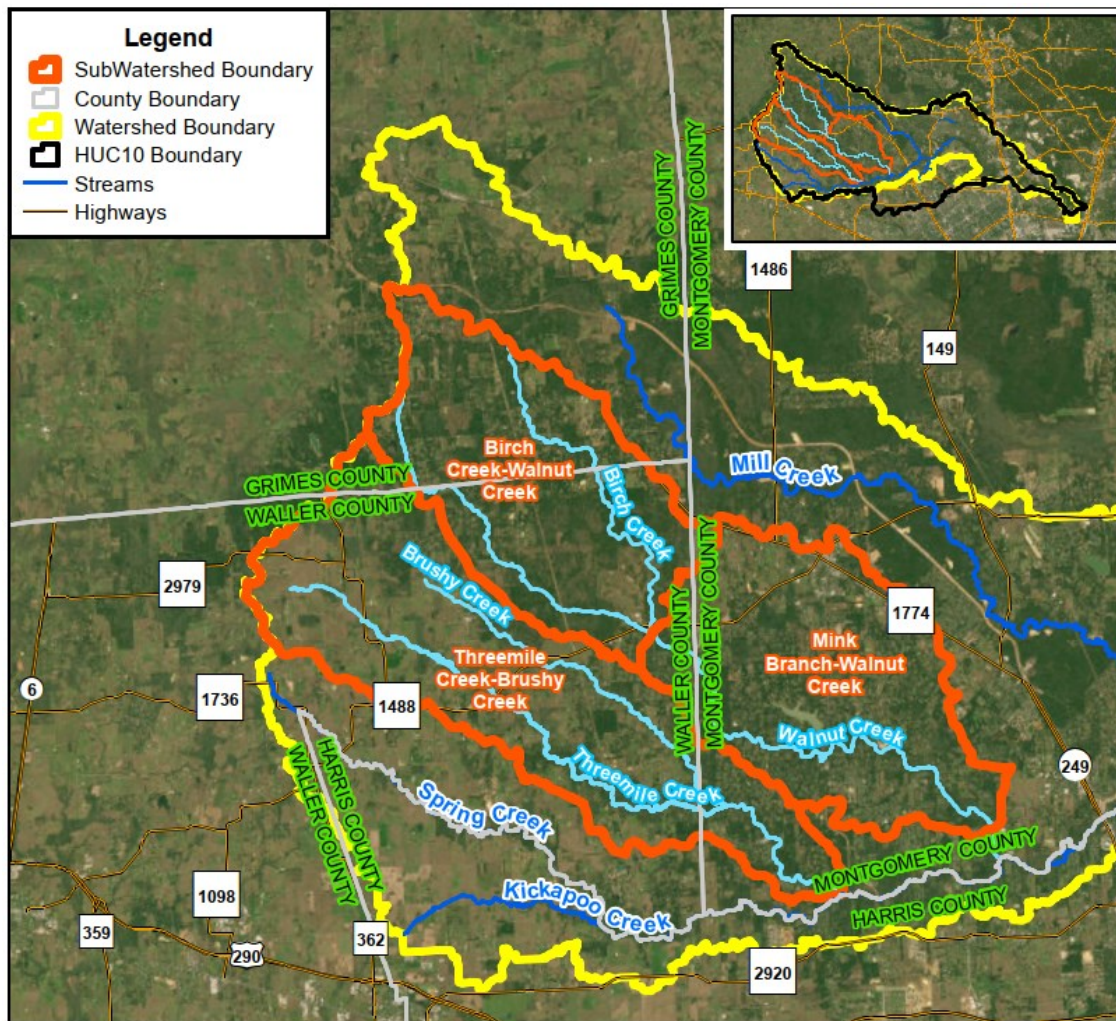 Legend
SubWatershed Boundary
County Boundary
Watershed Boundary
HUC10 Boundary
Streams
Highways
GRIMES COUNTY
MONTGOMERY COUNTY
1486
149
Birch
Creek-Walnut
Creek
Mill Creek
GRIMES COUNTY
WALLER COUNTY
Birch Creek
Brushy Creek
2979
WALLER COUNTY
MONTGOMERY COUNTY
1774
Mink
Branch-Walnut
Creek
Threemile
Creek-Brushy
Creek
6
1736
1488
Walnut Creek
249
HARRIS COUNTY
WALLER COUNTY
Threemile Creek
Spring Creek
MONTGOMERY COUNTY
HARRIS COUNTY
Kickapoo Creek
1098
359
290
362
2920